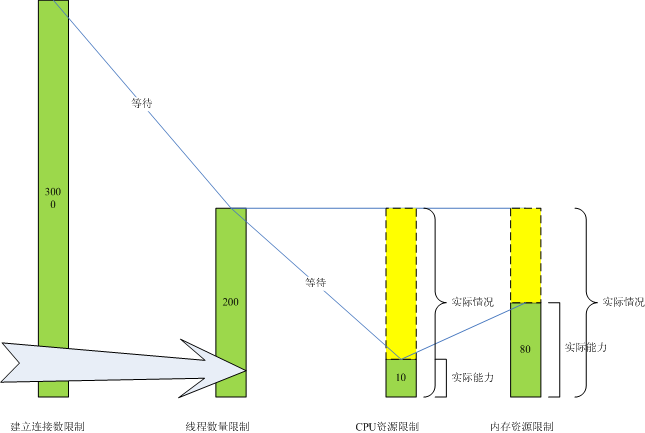 等待
300
0
等待
200
实际情况
实际情况
80
实际能力
10
实际能力
建立连接数限制
线程数量限制
CPU资源限制
内存资源限制